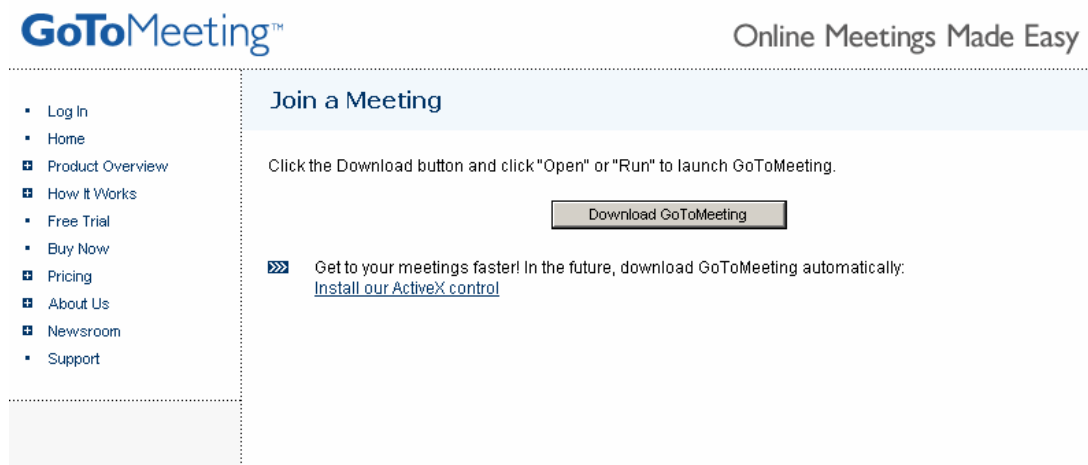 GoToMeeting™
Online Meetings Made Easy
Log In
Home
Product Overview
How It Works
Free Trial
Buy Now
Pricing
About Us
Newsroom
Support
Join a Meeting
Click the Download button and click "Open" or "Run" to launch GoToMeeting.
Download GoToMeeting
Get to your meetings faster! In the future, download GoToMeeting automatically:
Install our ActiveX control